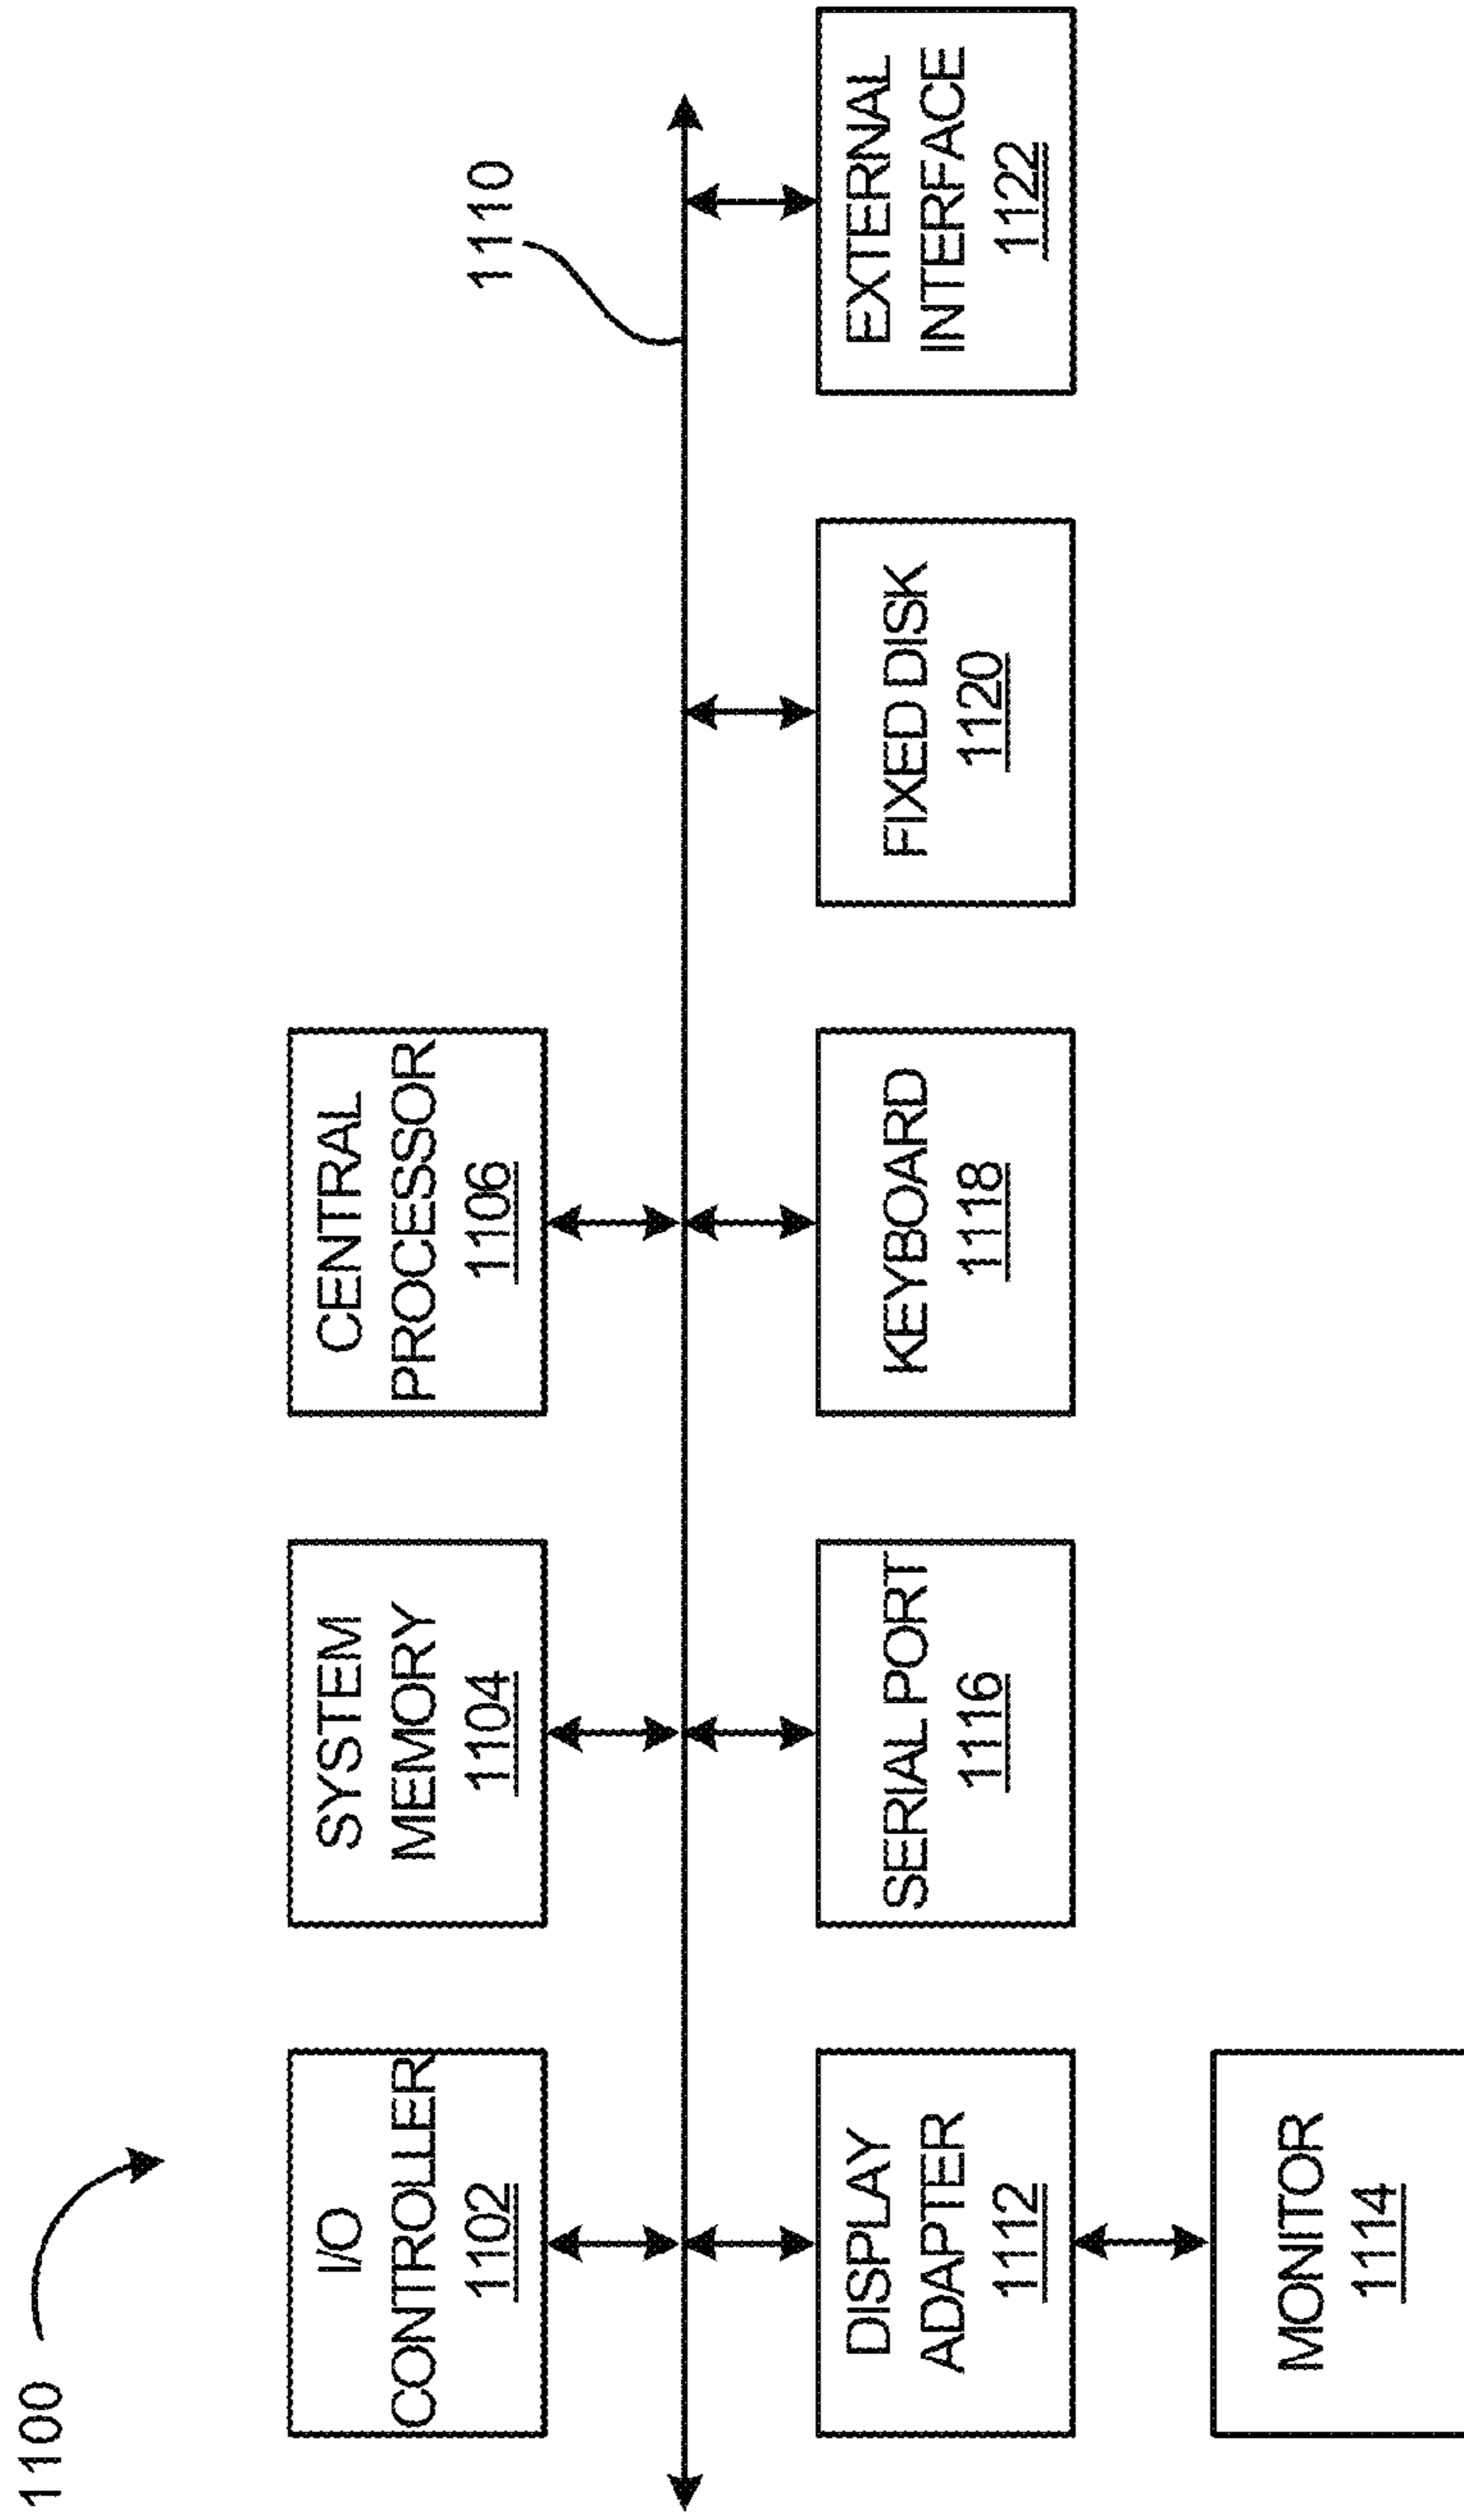 1100
I/O
CONTROLLER
1102
SYSTEM
MEMORY
1104
CENTRAL
PROCESSOR
1106
1110
DISPLAY
ADAPTER
1112
SERIAL PORT
1116
KEYBOARD
1118
FIXED DISK
1120
EXTERNAL
INTERFACE
1122
MONITOR
1114